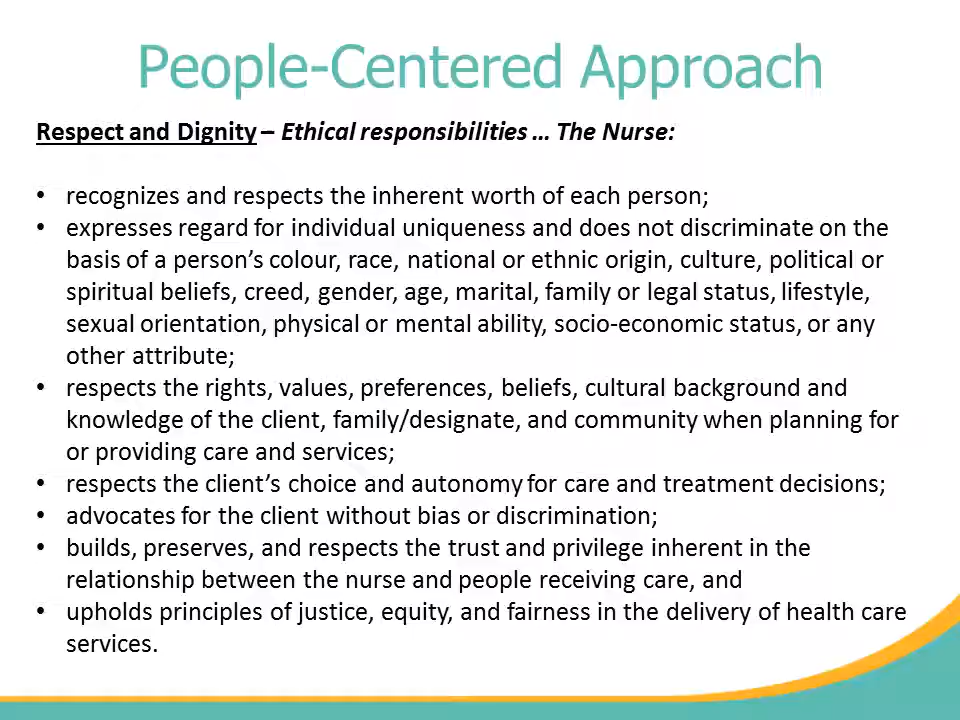 People-Centered Approach
Respect and Dignity – Ethical responsibilities … The Nurse:
• recognizes and respects the inherent worth of each person;
• expresses regard for individual uniqueness and does not discriminate on the
basis of a person’s colour, race, national or ethnic origin, culture, political or
spiritual beliefs, creed, gender, age, marital, family or legal status, lifestyle,
sexual orientation, physical or mental ability, socio-economic status, or any
other attribute;
• respects the rights, values, preferences, beliefs, cultural background and
knowledge of the client, family/designate, and community when planning for
or providing care and services;
• respects the client’s choice and autonomy for care and treatment decisions;
• advocates for the client without bias or discrimination;
• builds, preserves, and respects the trust and privilege inherent in the
relationship between the nurse and people receiving care, and
• upholds principles of justice, equity, and fairness in the delivery of health care
services.